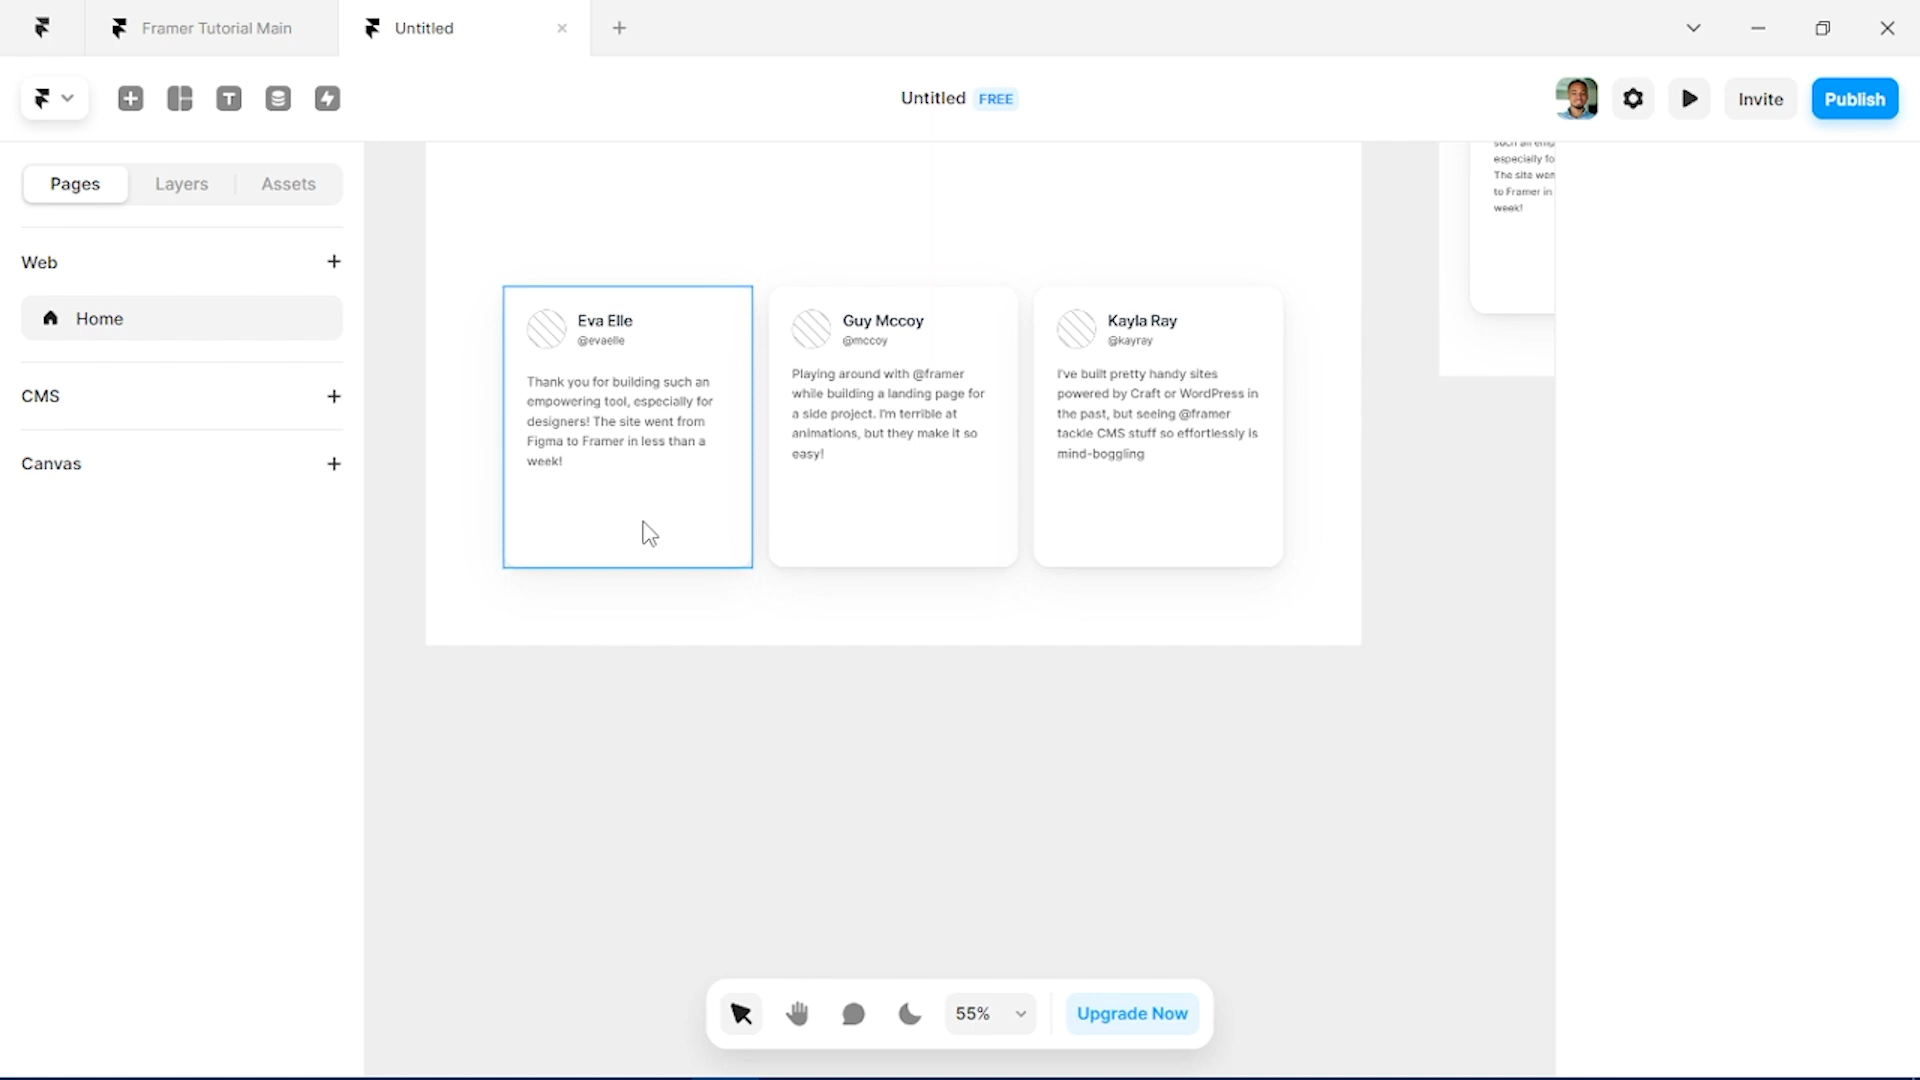 Framer Tutorial Main
Untitled
Untitled FREE
Invite
Publish
Pages
Layers
Assets
Web
Home
CMS
Canvas
Eva Elle
@evaelle
Thank you for building such an
empowering tool, especially for
designers! The site went from
Figma to Framer in less than a
week!
Guy Mccoy
@mccoy
Playing around with @framer
while building a landing page for
a side project. I'm terrible at
animations, but they make it so
easy!
Kayla Ray
@kayray
I've built pretty handy sites
powered by Craft or WordPress in
the past, but seeing @framer
tackle CMS stuff so effortlessly is
mind-boggling
such an emp
especially fo
The site wen
to Framer in
week!
55%
Upgrade Now